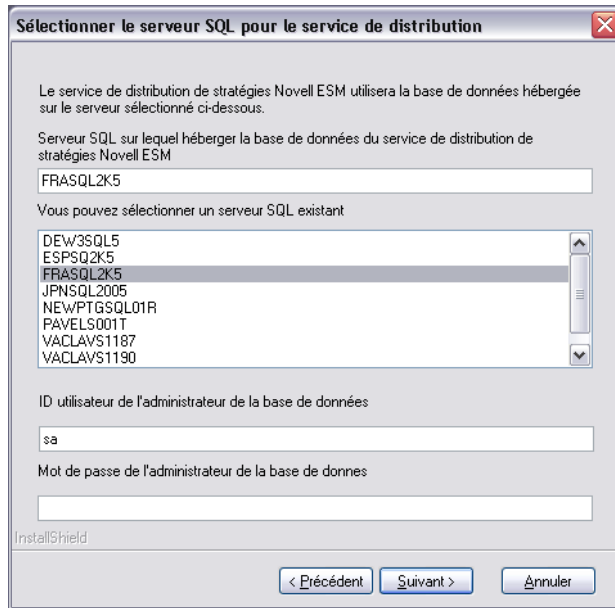 Sélectionner le serveur SQL pour le service de distribution
Le service de distribution de stratégies Novell ESM utilisera la base de données hébergée
sur le serveur sélectionné ci-dessous.
Serveur SQL sur lequel héberger la base de données du service de distribution de
stratégies Novell ESM
FRASQL2K5
Vous pouvez sélectionner un serveur SQL existant
DEW3SQL5
ESPSQ2K5
FRASQL2K5
JPNSQL2005
NEWPTGSQL01R
PAVELS001T
VACLAVS1187
VACLAVS1190
ID utilisateur de l'administrateur de la base de données
sa
Mot de passe de l'administrateur de la base de donnes
InstallShield
< Précédent Suivant > Annuler